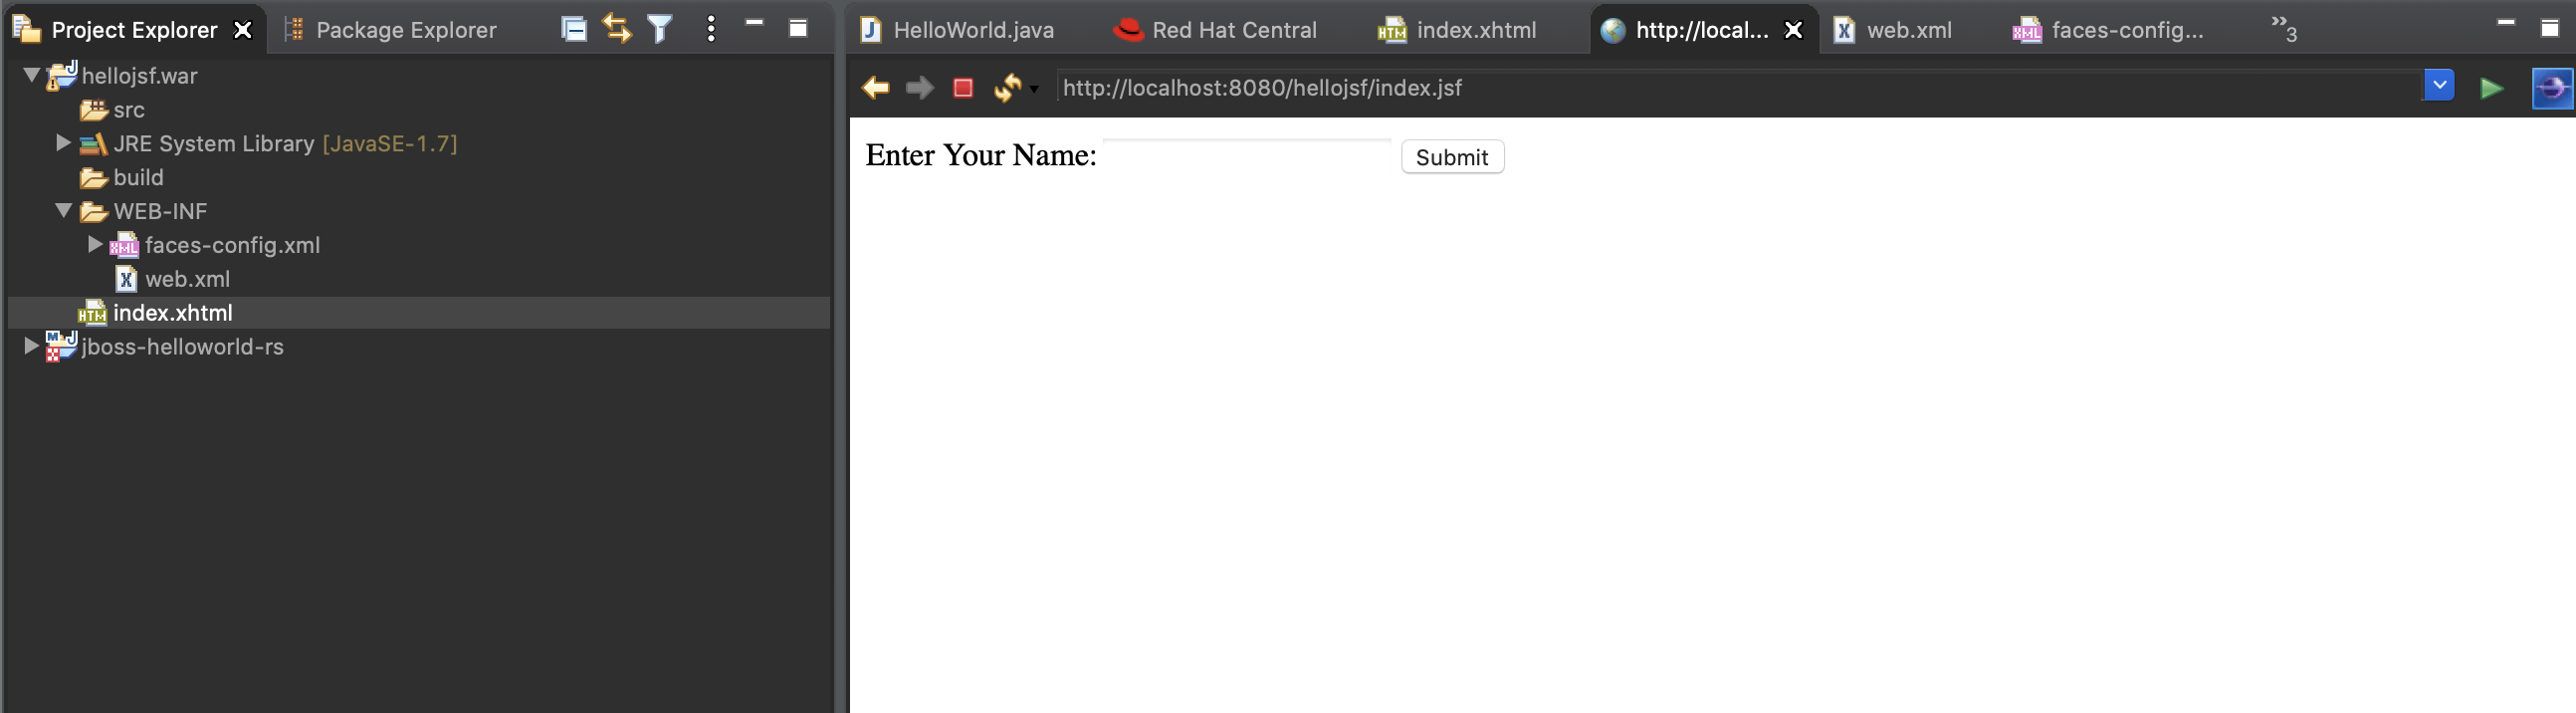 Project Explorer Package Explorer
hellojsf.war
src
JRE System Library [JavaSE-1.7]
build
WEB-INF
faces-config.xml
web.xml
index.xhtml
jboss-helloworld-rs
HelloWorld.java Red Hat Central index.xhtml http://local... web.xml faces-config... »3
http://localhost:8080/hellojsf/index.jsf
Enter Your Name: Submit